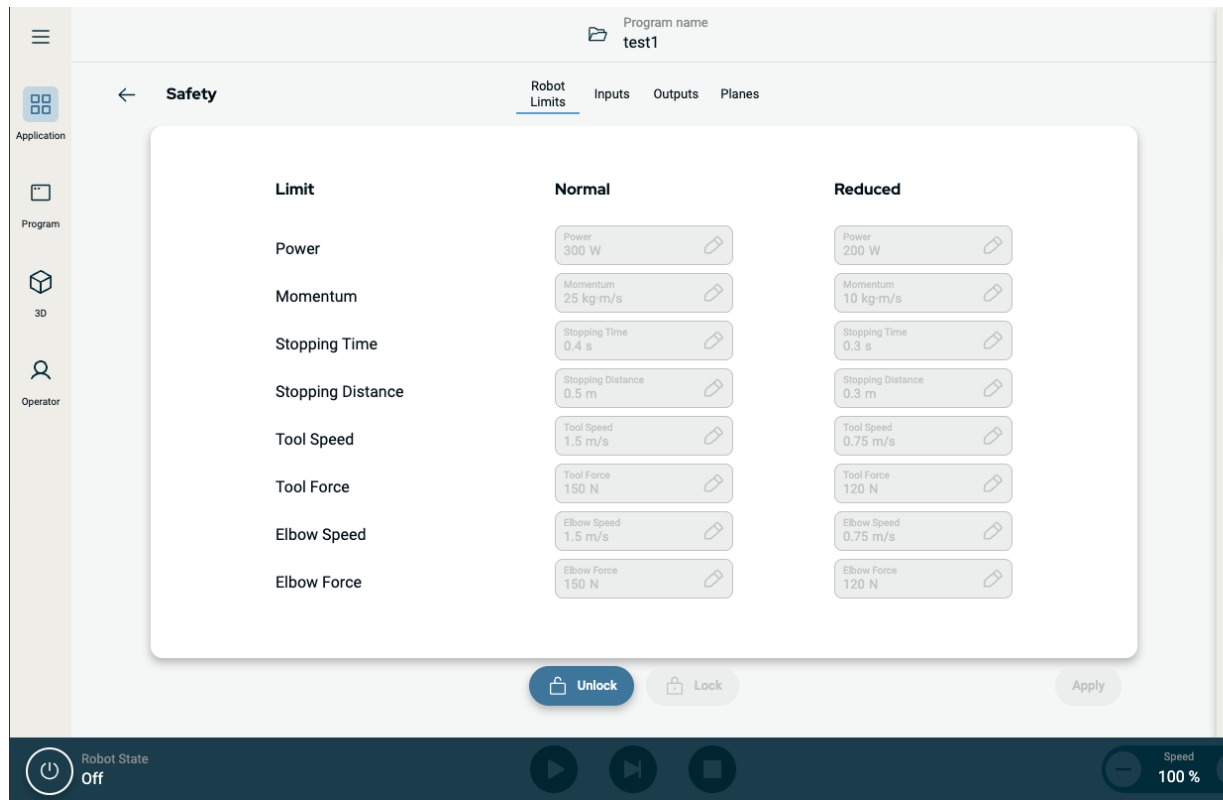 Program name
test1
Application
Program
3D
Operator
Safety
Robot
Limits
Inputs
Outputs
Planes
Limit Normal Reduced
Power
Power
300 W
Power
200 W
Momentum
Momentum
25 kg·m/s
Momentum
10 kg·m/s
Stopping Time
Stopping Time
0.4 s
Stopping Time
0.3 s
Stopping Distance
Stopping Distance
0.5 m
Stopping Distance
0.3 m
Tool Speed
Tool Speed
1.5 m/s
Tool Speed
0.75 m/s
Tool Force
Tool Force
150 N
Tool Force
120 N
Elbow Speed
Elbow Speed
1.5 m/s
Elbow Speed
0.75 m/s
Elbow Force
Elbow Force
150 N
Elbow Force
120 N
Unlock
Lock
Apply
Robot State
Off
Speed
100 %